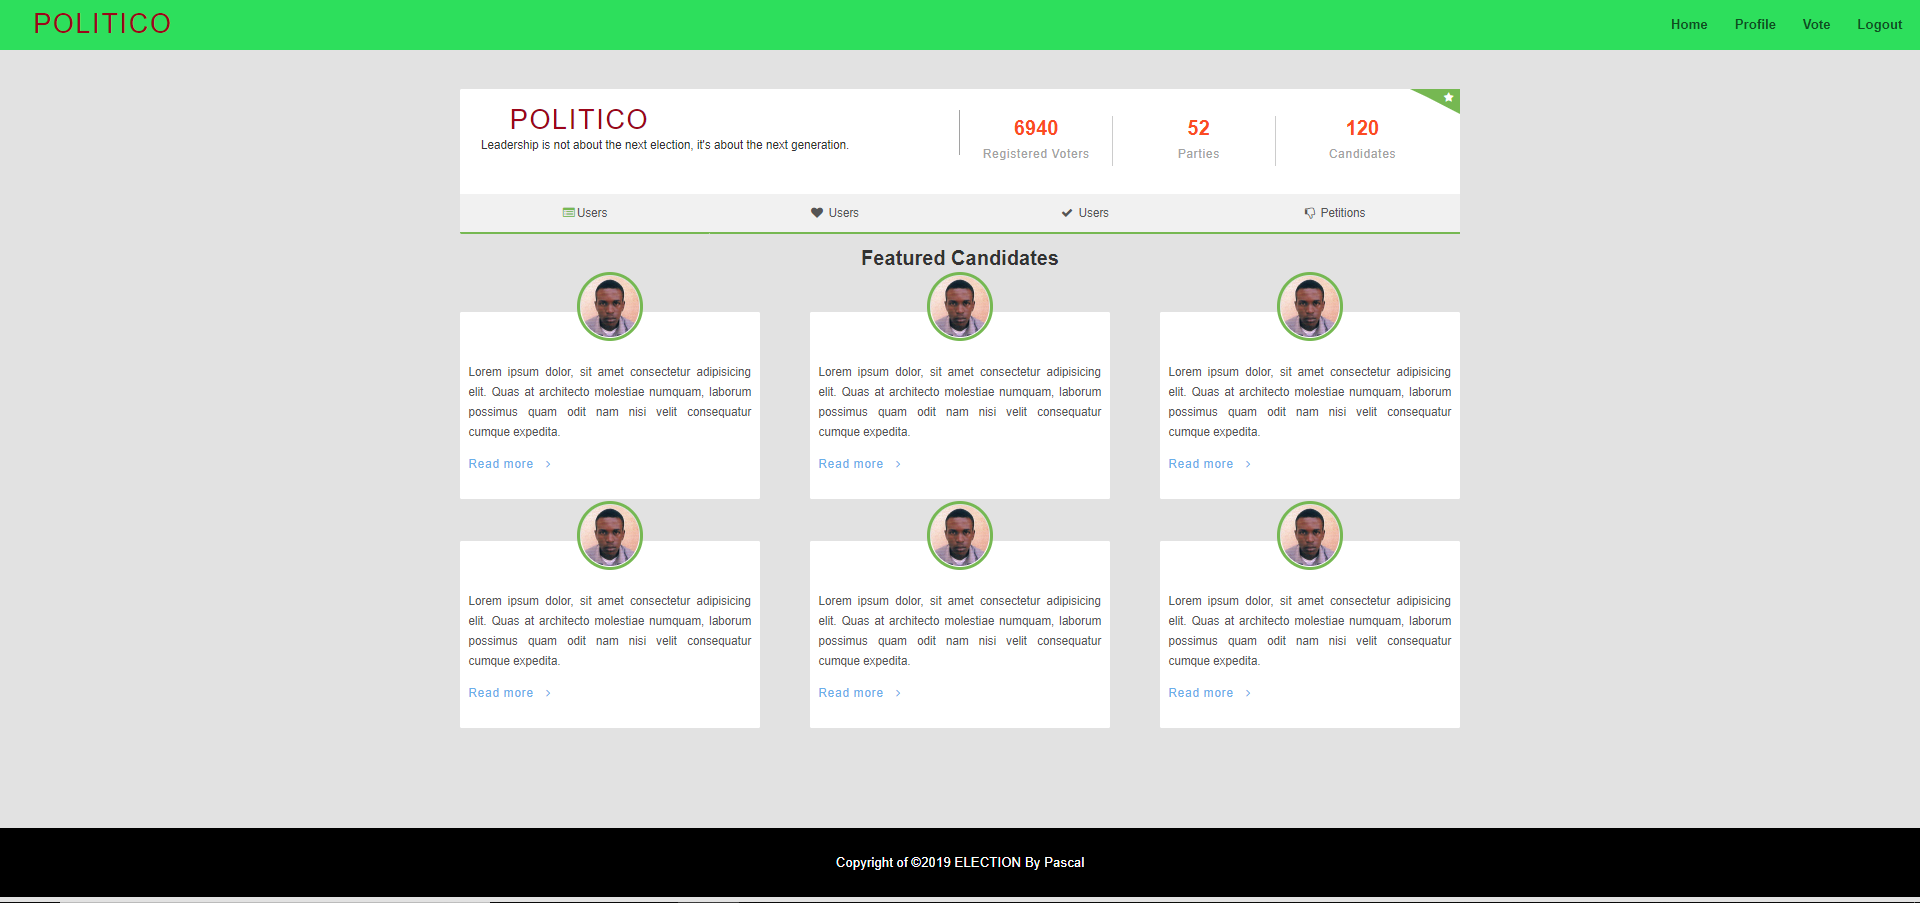 POLITICO
Home Profile Vote Logout
POLITICO
Leadership is not about the next election, it's about the next generation.
6940 52 120
Registered Voters Parties Candidates
Users Users Users Petitions
Featured Candidates
Lorem ipsum dolor, sit amet consectetur adipisicing
elit. Quas at architecto molestiae numquam, laborum
possimus quam odit nam nisi velit consequatur
cumque expedita.
Read more
Lorem ipsum dolor, sit amet consectetur adipisicing
elit. Quas at architecto molestiae numquam, laborum
possimus quam odit nam nisi velit consequatur
cumque expedita.
Read more
Lorem ipsum dolor, sit amet consectetur adipisicing
elit. Quas at architecto molestiae numquam, laborum
possimus quam odit nam nisi velit consequatur
cumque expedita.
Read more
Lorem ipsum dolor, sit amet consectetur adipisicing
elit. Quas at architecto molestiae numquam, laborum
possimus quam odit nam nisi velit consequatur
cumque expedita.
Read more
Lorem ipsum dolor, sit amet consectetur adipisicing
elit. Quas at architecto molestiae numquam, laborum
possimus quam odit nam nisi velit consequatur
cumque expedita.
Read more
Lorem ipsum dolor, sit amet consectetur adipisicing
elit. Quas at architecto molestiae numquam, laborum
possimus quam odit nam nisi velit consequatur
cumque expedita.
Read more
Copyright of ©2019 ELECTION By Pascal